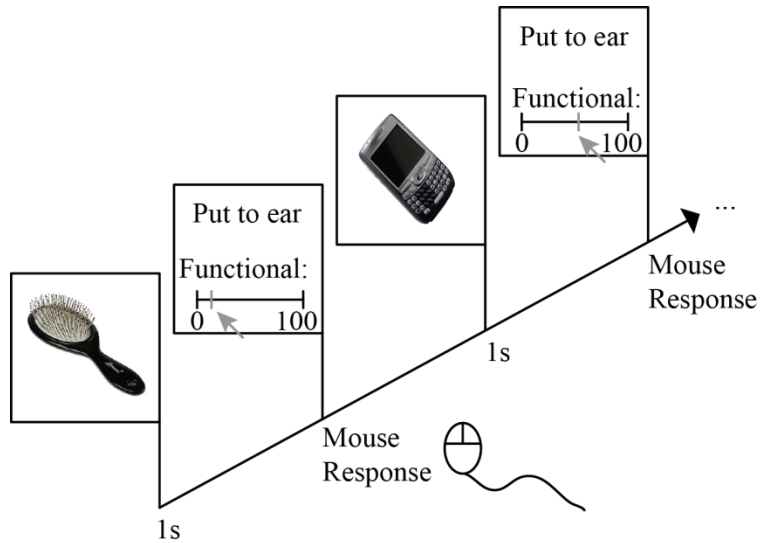 Put to ear
Functional:
0 100
Put to ear
Functional:
0 100
...
Mouse
Response
1s
Mouse
Response
1s